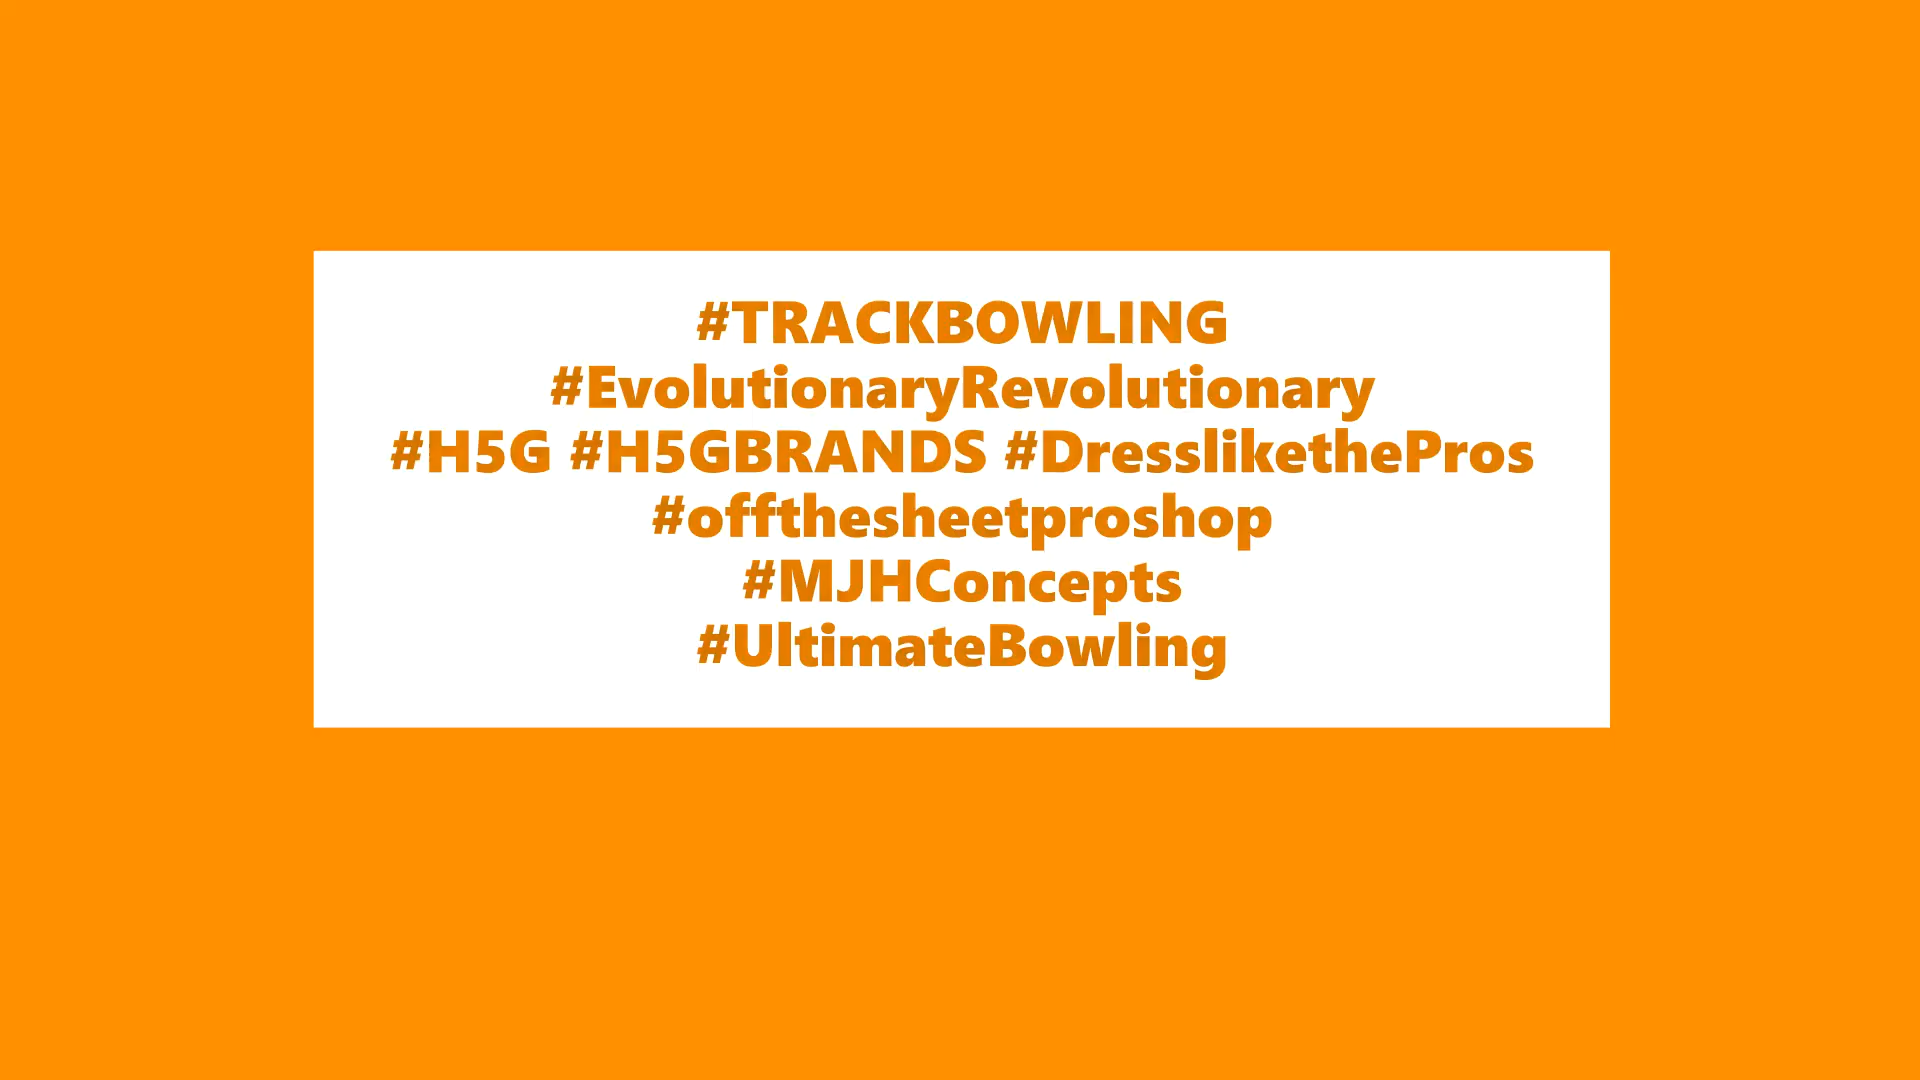 #TRACKBOWLING
#EvolutionaryRevolutionary
#H5G #H5GBRANDS #DresslikethePros
#offthesheetproshop
#MJHConcepts
#UltimateBowling